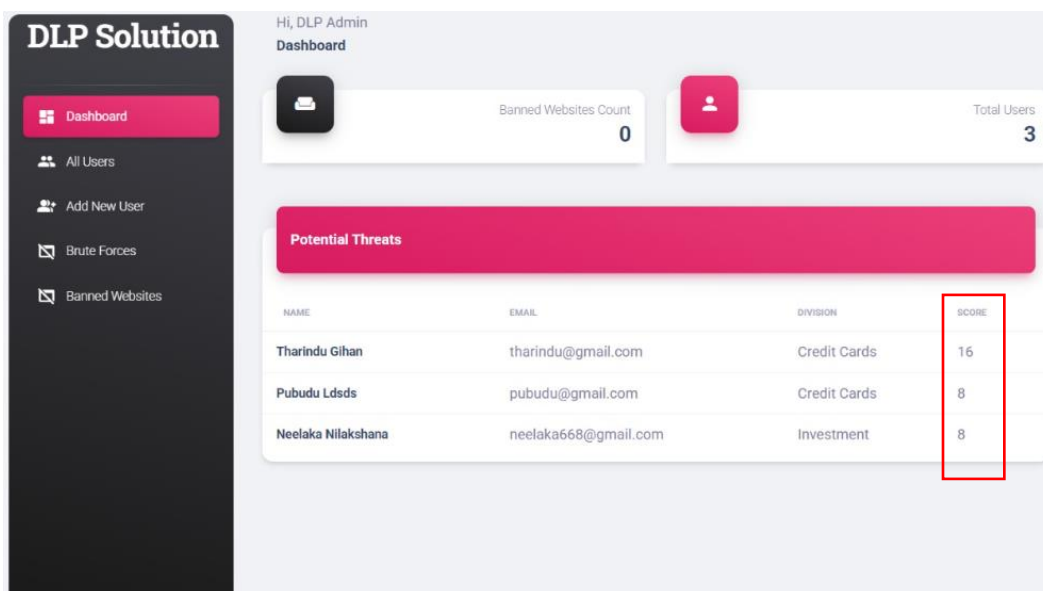 DLP Solution
Dashboard
All Users
Add New User
Brute Forces
Banned Websites
Hi, DLP Admin
Dashboard
Banned Websites Count
0
Total Users
3
Potential Threats
NAME EMAIL DIVISION SCORE
Tharindu Gihan tharindu@gmail.com Credit Cards 16
Pubudu Ldsds pubudu@gmail.com Credit Cards 8
Neelaka Nilakshana neelaka668@gmail.com Investment 8